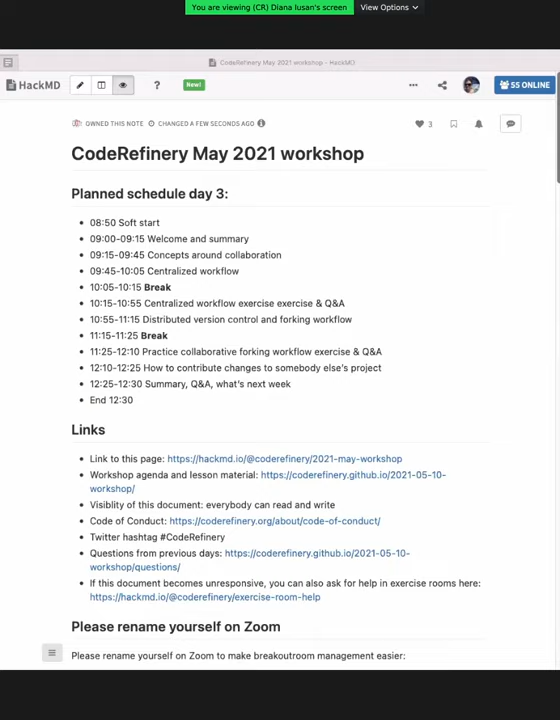 You are viewing (CR) Diana Iusan's screen
View Options
CodeRefinery May 2021 workshop - HackMD
HackMD
?
New!
55 ONLINE
OWNED THIS NOTE
CHANGED A FEW SECONDS AGO
3
CodeRefinery May 2021 workshop
Planned schedule day 3:
• 08:50 Soft start
• 09:00-09:15 Welcome and summary
• 09:15-09:45 Concepts around collaboration
• 09:45-10:05 Centralized workflow
• 10:05-10:15 Break
• 10:15-10:55 Centralized workflow exercise exercise & Q&A
• 10:55-11:15 Distributed version control and forking workflow
• 11:15-11:25 Break
• 11:25-12:10 Practice collaborative forking workflow exercise & Q&A
• 12:10-12:25 How to contribute changes to somebody else's project
• 12:25-12:30 Summary, Q&A, what's next week
• End 12:30
Links
• Link to this page: https://hackmd.io/@coderefinery/2021-may-workshop
• Workshop agenda and lesson material: https://coderefinery.github.io/2021-05-10-
workshop/
• Visiblity of this document: everybody can read and write
• Code of Conduct: https://coderefinery.org/about/code-of-conduct/
• Twitter hashtag #CodeRefinery
• Questions from previous days: https://coderefinery.github.io/2021-05-10-
workshop/questions/
• If this document becomes unresponsive, you can also ask for help in exercise rooms here:
https://hackmd.io/@coderefinery/exercise-room-help
Please rename yourself on Zoom
Please rename yourself on Zoom to make breakoutroom management easier: